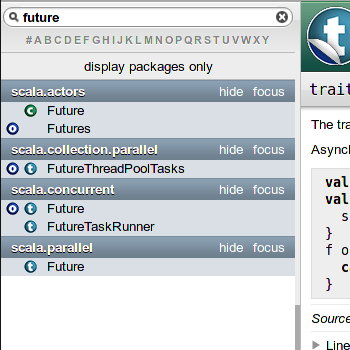 future
#ABCDEFGHIJKLMNOPQRSTUVWXY
display packages only
scala.actors hide focus
C Future
O Futures
scala.collection.parallel hide focus
O t FutureThreadPoolTasks
scala.concurrent hide focus
O t Future
t FutureTaskRunner
scala.parallel hide focus
t Future
t
trait
The tra
Async
val
val
s
}
f o
c
}
Source
Line